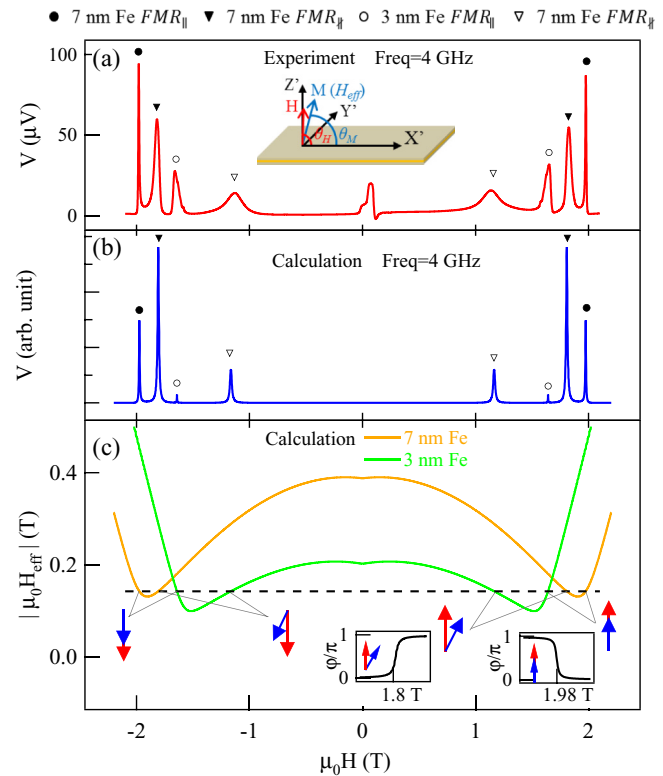 ● 7 nm Fe FMR∥ ▼ 7 nm Fe FMR∦ ○ 3 nm Fe FMR∥ ▽ 7 nm Fe FMR∦
(a) Experiment Freq=4 GHz
100
50
0
V (μV)
Z'
M (Heff)
H
Y'
θH
θM
X'
(b) Calculation Freq=4 GHz
V (arb. unit)
(c) Calculation 7 nm Fe
3 nm Fe
0.4
0.2
0.0
| μ0Heff | (T)
φ/π
1
0
1.8 T
φ/π
1
0
1.98 T
-2 -1 0 1 2
μ0H (T)